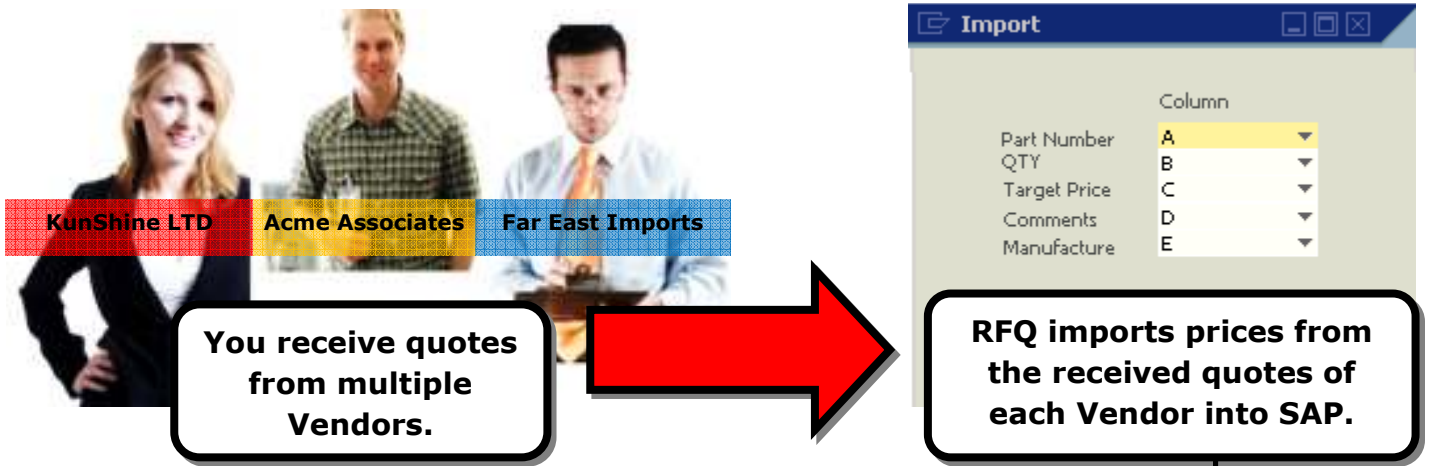 KunShine LTD
Acme Associates
Far East Imports
You receive quotes
from multiple
Vendors.
Import
Column
Part Number A
QTY B
Target Price C
Comments D
Manufacture E
RFQ imports prices from
the received quotes of
each Vendor into SAP.